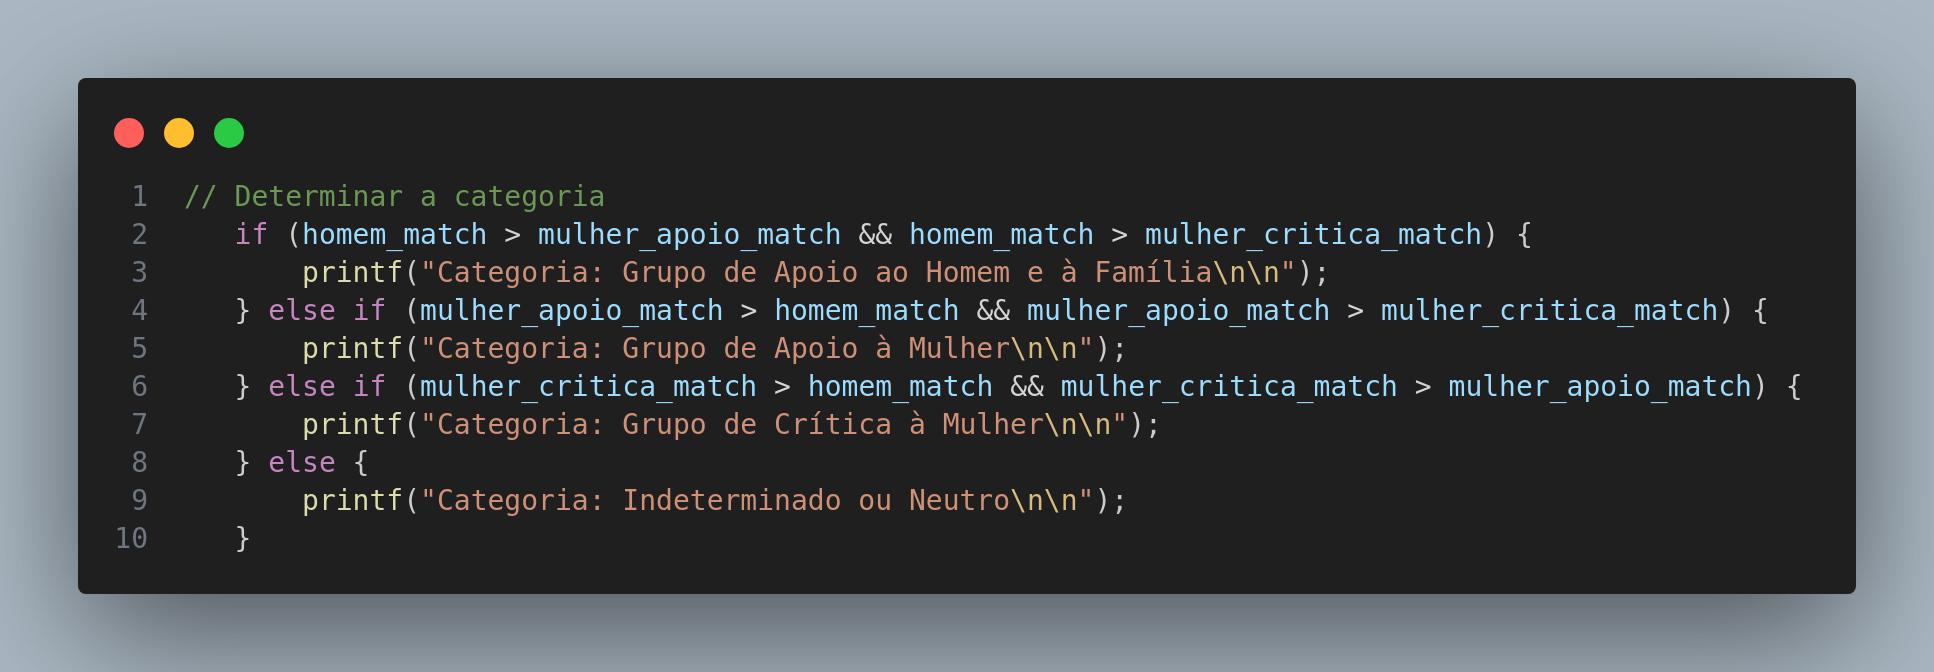 1 // Determinar a categoria
2    if (homem_match > mulher_apoio_match && homem_match > mulher_critica_match) {
3        printf("Categoria: Grupo de Apoio ao Homem e à Família\n\n");
4    } else if (mulher_apoio_match > homem_match && mulher_apoio_match > mulher_critica_match) {
5        printf("Categoria: Grupo de Apoio à Mulher\n\n");
6    } else if (mulher_critica_match > homem_match && mulher_critica_match > mulher_apoio_match) {
7        printf("Categoria: Grupo de Crítica à Mulher\n\n");
8    } else {
9        printf("Categoria: Indeterminado ou Neutro\n\n");
10    }